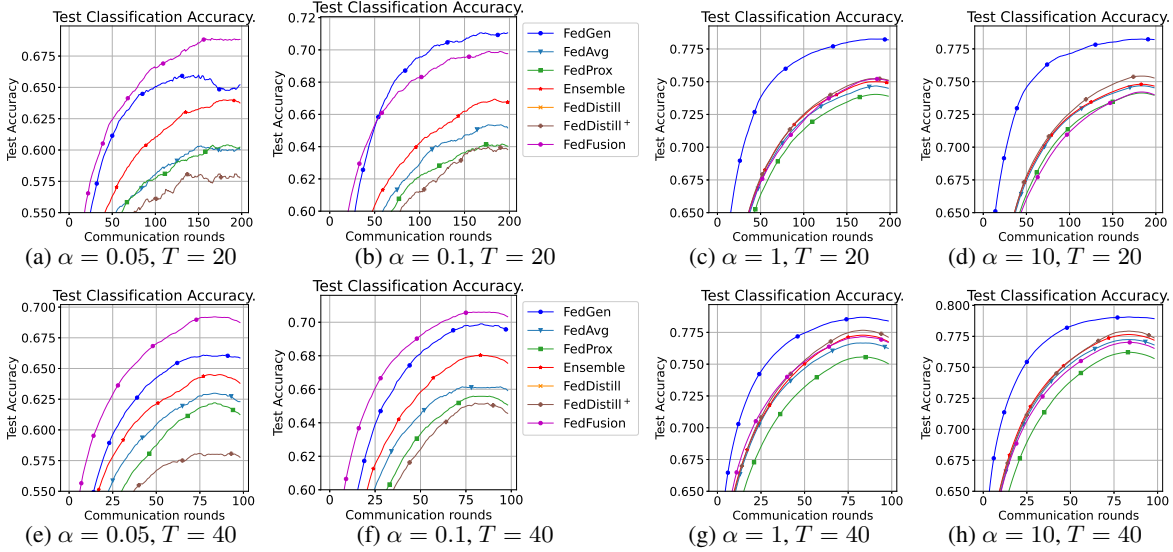 Test Classification Accuracy.
Test Accuracy
0.675
0.650
0.625
0.600
0.575
0.550
0 50 100 150 200
Communication rounds
(a) α = 0.05, T = 20
Test Classification Accuracy.
Test Accuracy
0.72
0.70
0.68
0.66
0.64
0.62
0.60
0 50 100 150 200
Communication rounds
(b) α = 0.1, T = 20
FedGen
FedAvg
FedProx
Ensemble
FedDistill
FedDistill+
FedFusion
Test Classification Accuracy.
Test Accuracy
0.775
0.750
0.725
0.700
0.675
0.650
0 50 100 150 200
Communication rounds
(c) α = 1, T = 20
Test Classification Accuracy.
Test Accuracy
0.775
0.750
0.725
0.700
0.675
0.650
0 50 100 150 200
Communication rounds
(d) α = 10, T = 20
Test Classification Accuracy.
Test Accuracy
0.700
0.675
0.650
0.625
0.600
0.575
0.550
0 25 50 75 100
Communication rounds
(e) α = 0.05, T = 40
Test Classification Accuracy.
Test Accuracy
0.70
0.68
0.66
0.64
0.62
0.60
0 25 50 75 100
Communication rounds
(f) α = 0.1, T = 40
FedGen
FedAvg
FedProx
Ensemble
FedDistill
FedDistill+
FedFusion
Test Classification Accuracy.
Test Accuracy
0.775
0.750
0.725
0.700
0.675
0.650
0 25 50 75 100
Communication rounds
(g) α = 1, T = 40
Test Classification Accuracy.
Test Accuracy
0.800
0.775
0.750
0.725
0.700
0.675
0.650
0 25 50 75 100
Communication rounds
(h) α = 10, T = 40